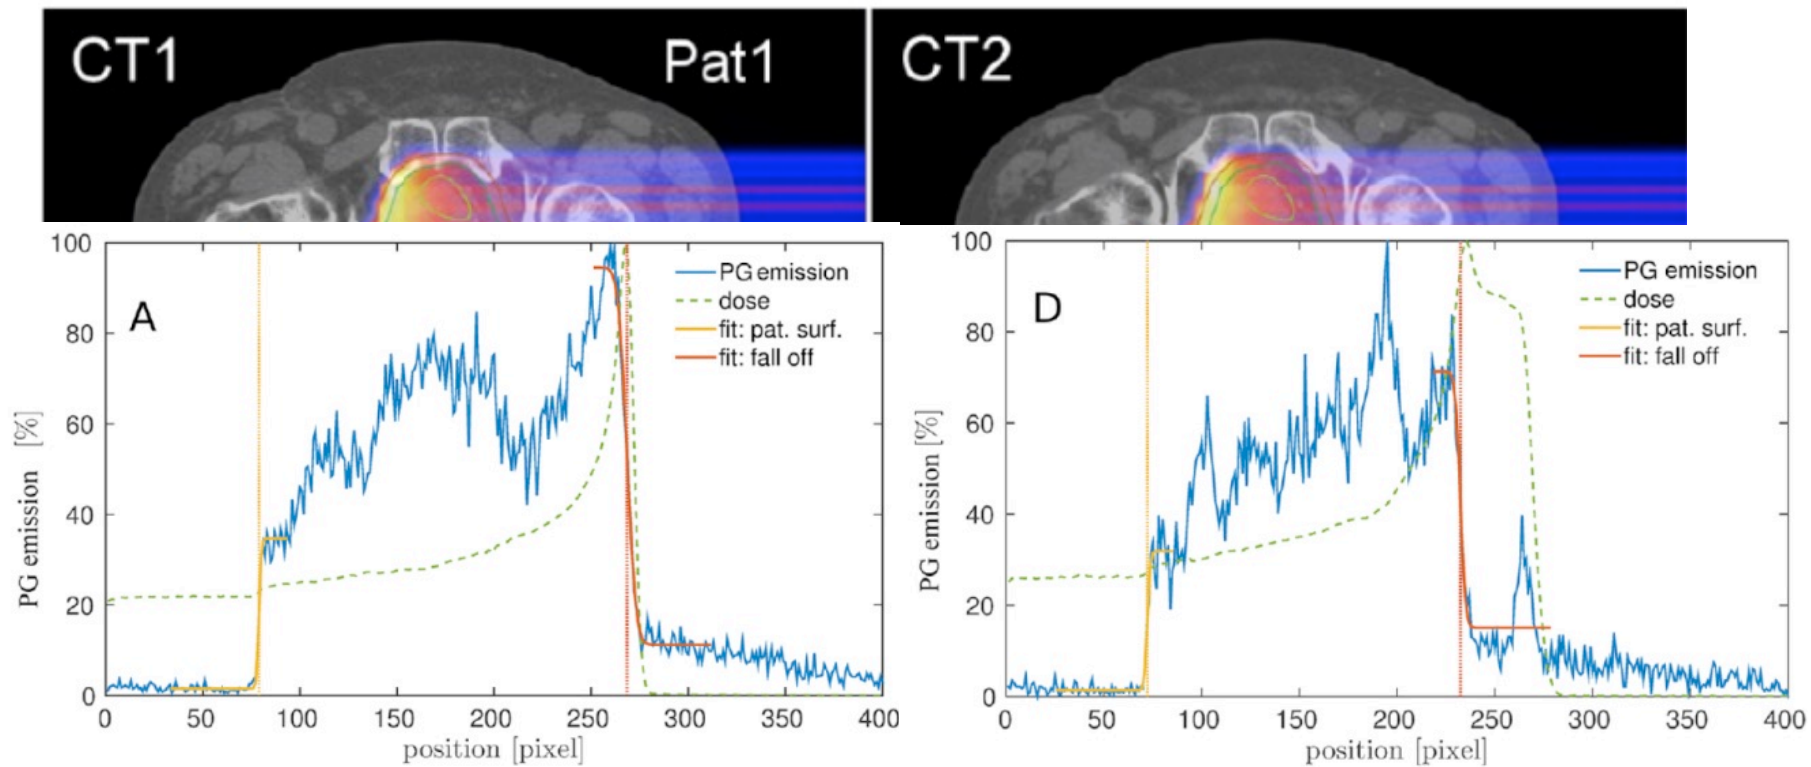 CT1
Pat1
CT2
A
PG emission [%]
100
80
60
40
20
0
PG emission
dose
fit: pat. surf.
fit: fall off
0 50 100 150 200 250 300 350 400
position [pixel]
D
PG emission [%]
100
80
60
40
20
0
PG emission
dose
fit: pat. surf.
fit: fall off
0 50 100 150 200 250 300 350 400
position [pixel]